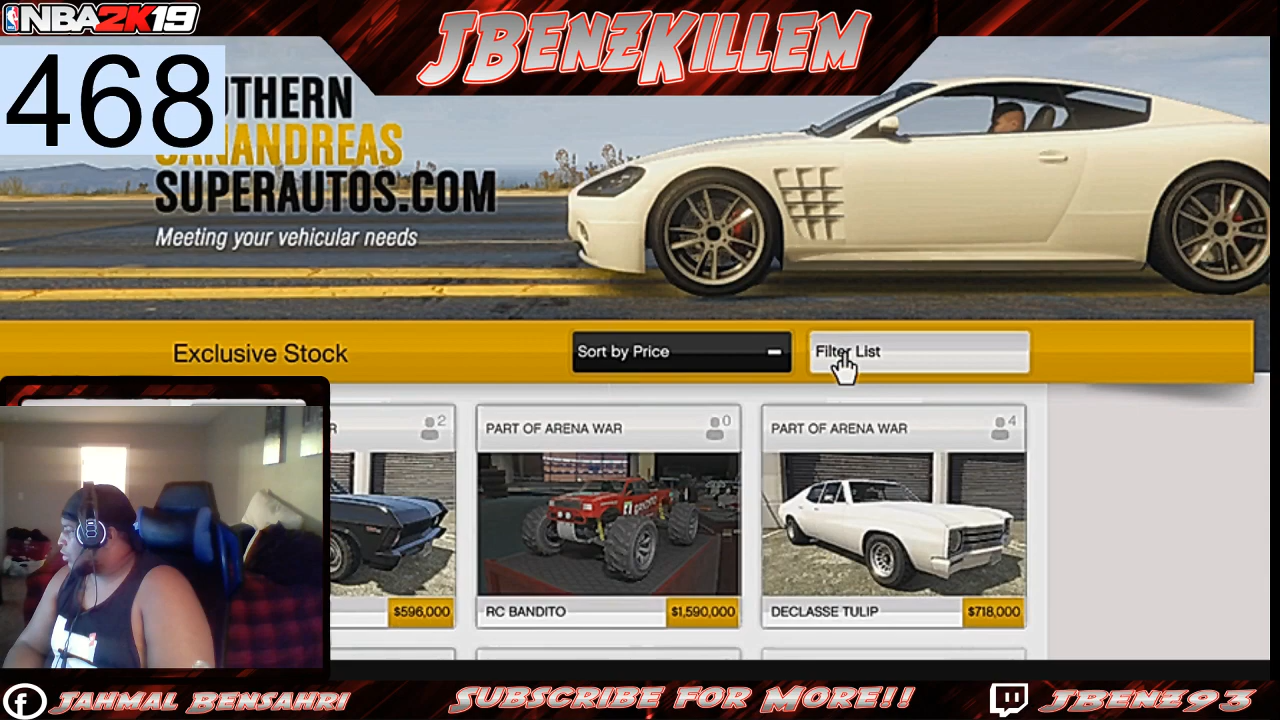 NBA2K19
JBenzKillem
468
THERN
SANANDREAS
SUPERAUTOS.COM
Meeting your vehicular needs
Exclusive Stock
Sort by Price
Filter List
R 2
PART OF ARENA WAR 0
PART OF ARENA WAR 4
$596,000
RC BANDITO $1,590,000
DECLASSE TULIP $718,000
f Jahmal Bensahri
Subscribe for More!!
JBenz93